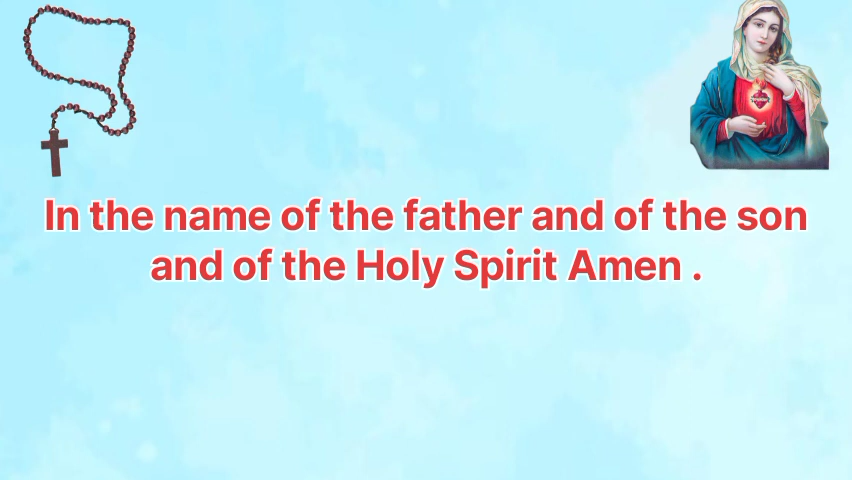 In the name of the father and of the son
and of the Holy Spirit Amen .